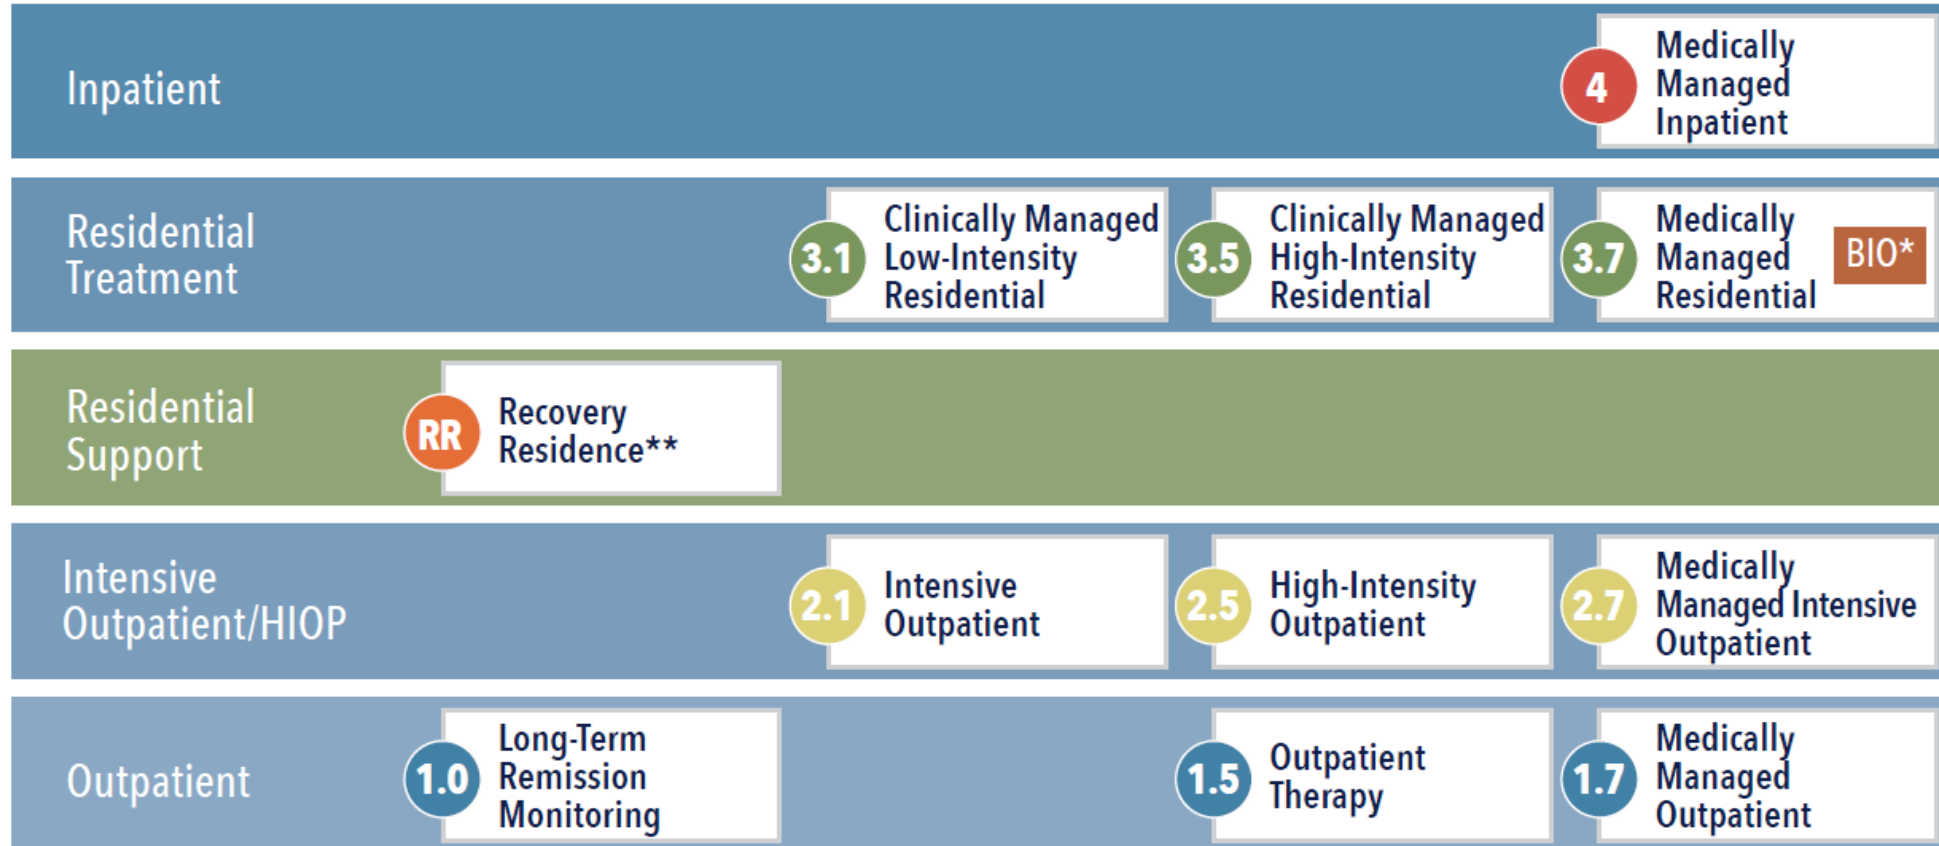 Inpatient
4
Medically
Managed
Inpatient
Residential
Treatment
3.1
Clinically Managed
Low-Intensity
Residential
3.5
Clinically Managed
High-Intensity
Residential
3.7
Medically
Managed
Residential
BIO*
Residential
Support
RR
Recovery
Residence**
Intensive
Outpatient/HIOP
2.1
Intensive
Outpatient
2.5
High-Intensity
Outpatient
2.7
Medically
Managed Intensive
Outpatient
Outpatient
1.0
Long-Term
Remission
Monitoring
1.5
Outpatient
Therapy
1.7
Medically
Managed
Outpatient